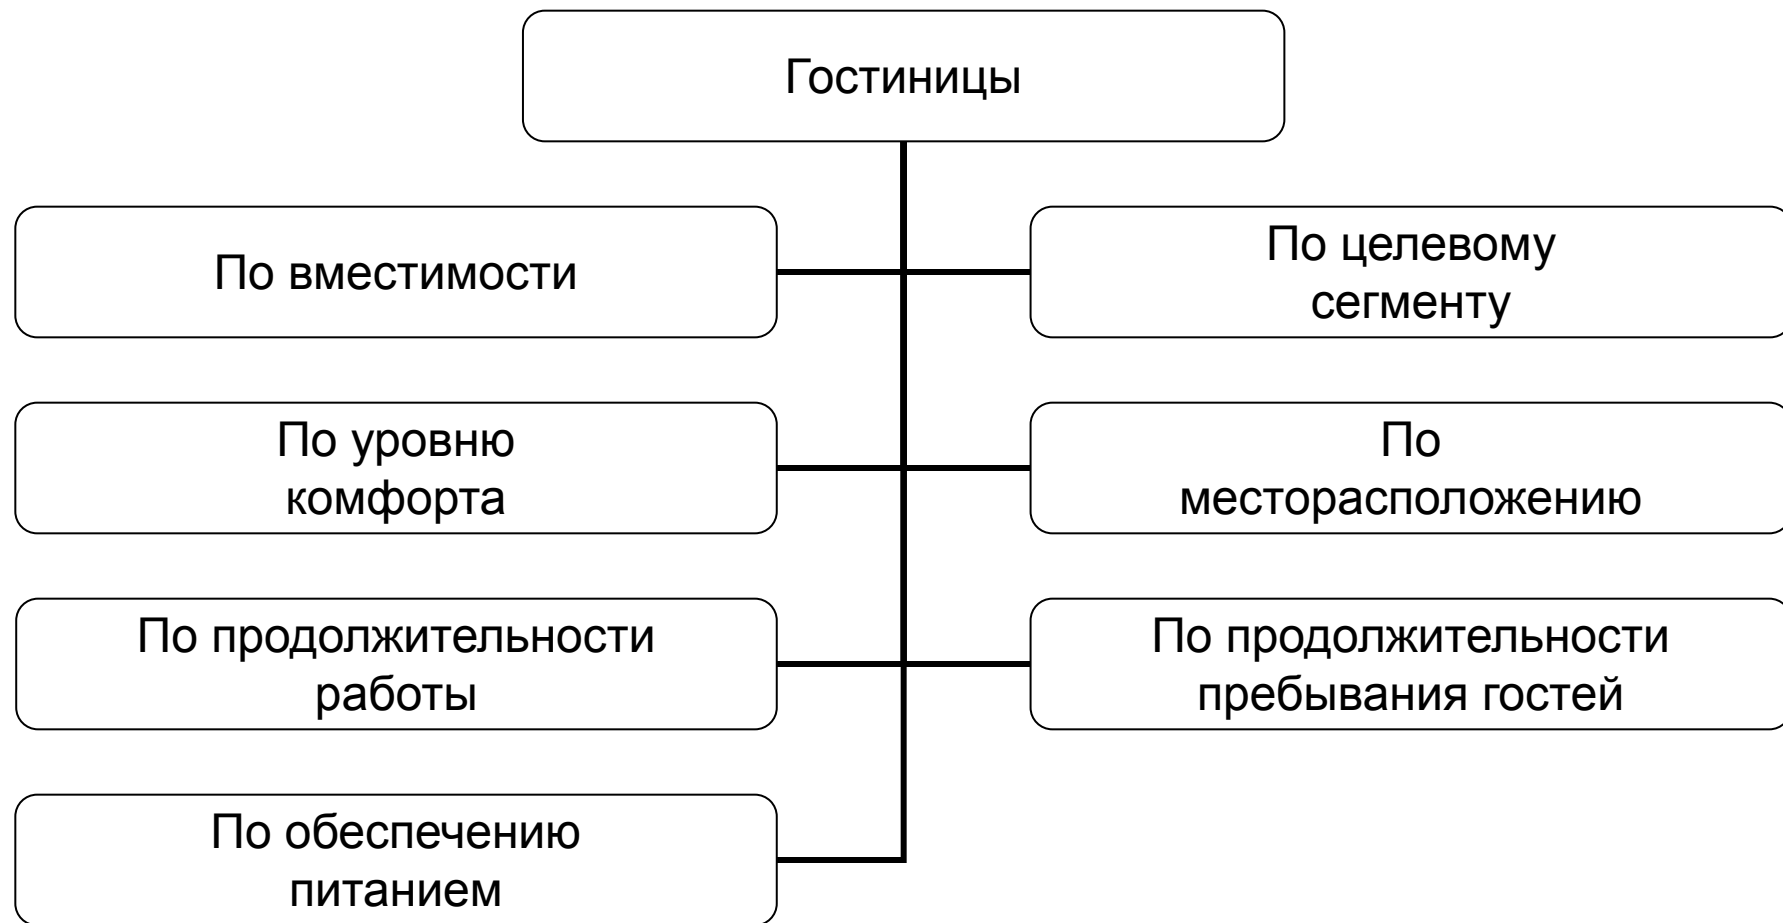 Гостиницы
По вместимости
По целевому
сегменту
По уровню
комфорта
По
месторасположению
По продолжительности
работы
По продолжительности
пребывания гостей
По обеспечению
питанием